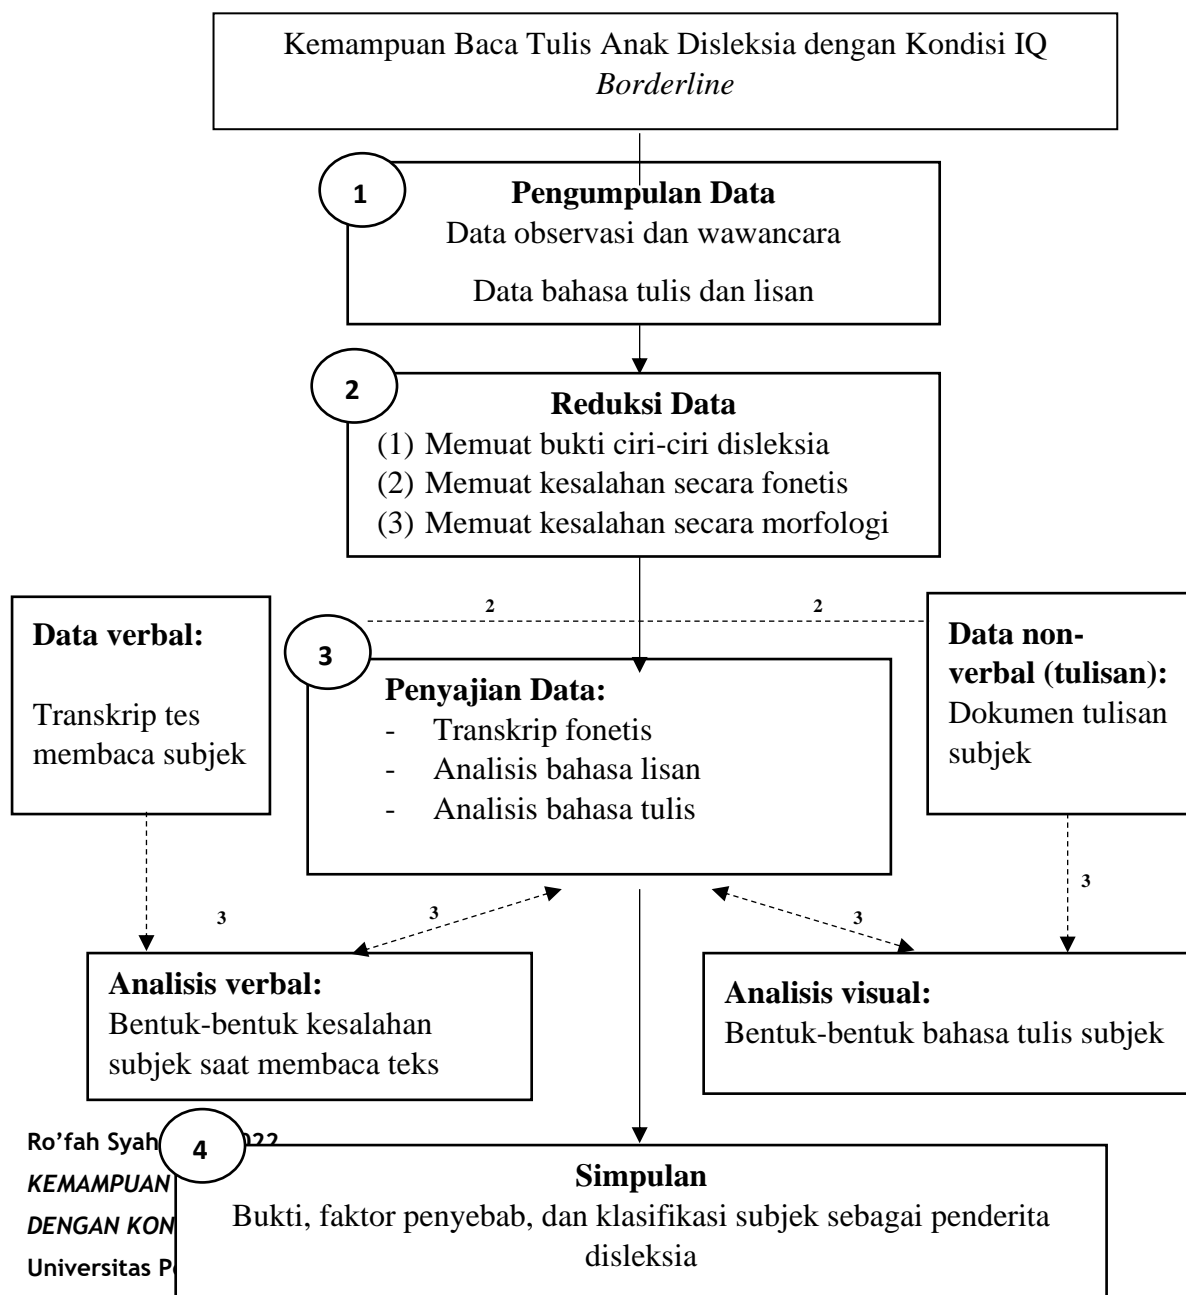 Kemampuan Baca Tulis Anak Disleksia dengan Kondisi IQ
Borderline
1
Pengumpulan Data
Data observasi dan wawancara
Data bahasa tulis dan lisan
2
Reduksi Data
(1) Memuat bukti ciri-ciri disleksia
(2) Memuat kesalahan secara fonetis
(3) Memuat kesalahan secara morfologi
2
2
Data verbal:
Transkrip tes
membaca subjek
3
Penyajian Data:
- Transkrip fonetis
- Analisis bahasa lisan
- Analisis bahasa tulis
Data non-
verbal (tulisan):
Dokumen tulisan
subjek
3
3
3
3
Analisis verbal:
Bentuk-bentuk kesalahan
subjek saat membaca teks
Analisis visual:
Bentuk-bentuk bahasa tulis subjek
4
Simpulan
Bukti, faktor penyebab, dan klasifikasi subjek sebagai penderita
disleksia
Ro’fah
KEMAMPUAN
DENGAN
Universitas